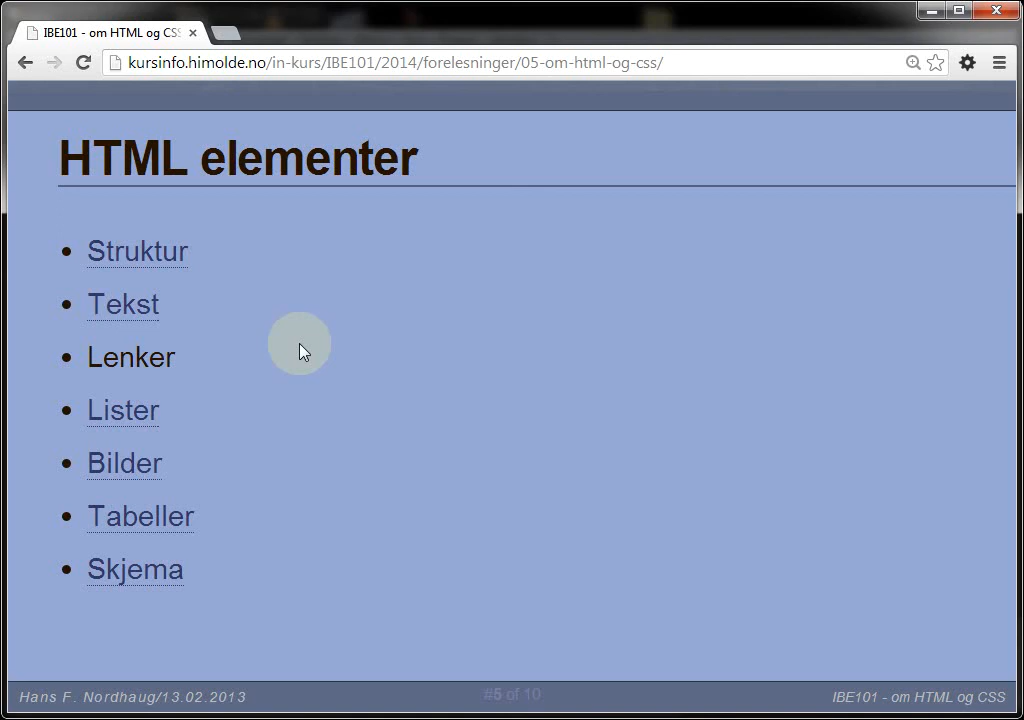 IBE101 - om HTML og CSS
kursinfo.himolde.no/in-kurs/IBE101/2014/forelesninger/05-om-html-og-css/
HTML elementer
• Struktur
• Tekst
• Lenker
• Lister
• Bilder
• Tabeller
• Skjema
Hans F. Nordhaug/13.02.2013
#5 of 10
IBE101 - om HTML og CSS